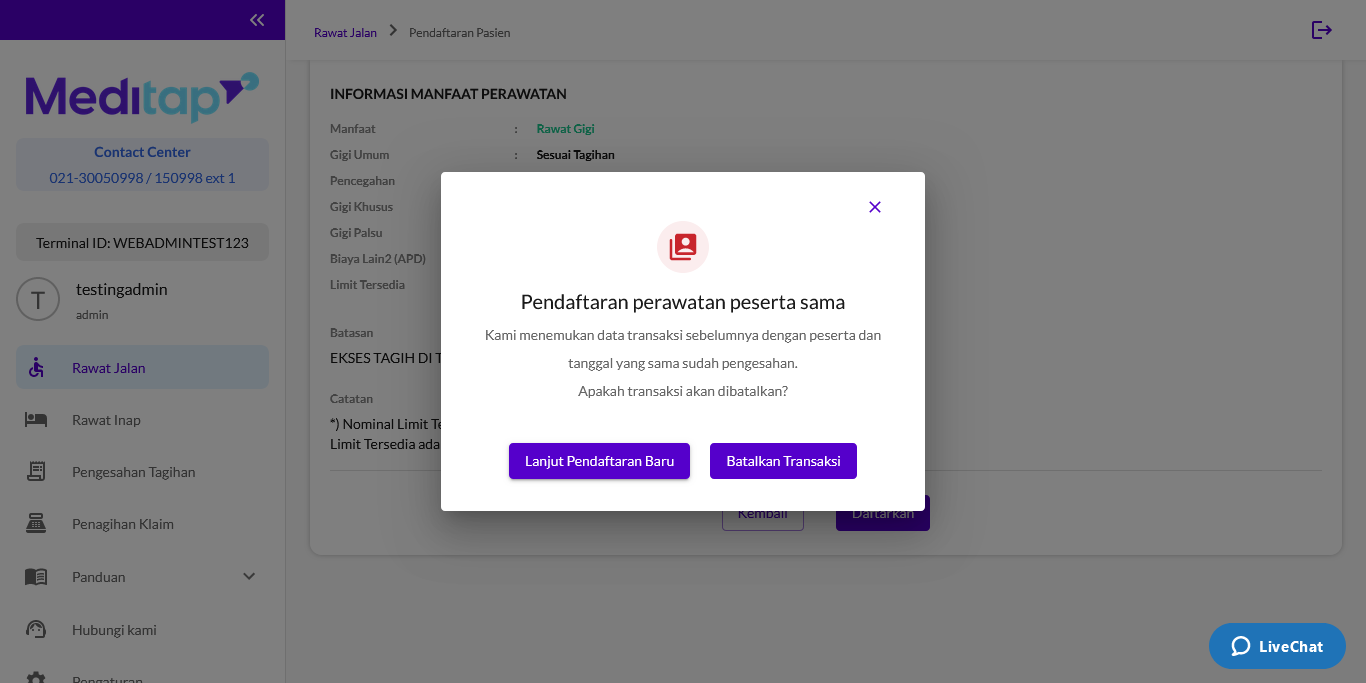 Rawat Jalan
Pendaftaran Pasien
Meditap
Contact Center
021-30050998 / 150998 ext 1
Terminal ID: WEBADMINTEST123
T
testingadmin
admin
Rawat Jalan
Rawat Inap
Pengesahan Tagihan
Penagihan Klaim
Panduan
Hubungi kami
Pengaturan
INFORMASI MANFAAT PERAWATAN
Manfaat : Rawat Gigi
Gigi Umum : Sesuai Tagihan
Pencegahan
Gigi Khusus
Gigi Palsu
Biaya Lain2 (APD)
Limit Tersedia
Batasan
EKSES TAGIH DI
Catatan
*) Nominal Limit
Limit Tersedia ada
Pendaftaran perawatan peserta sama
Kami menemukan data transaksi sebelumnya dengan peserta dan
tanggal yang sama sudah pengesahan.
Apakah transaksi akan dibatalkan?
Lanjut Pendaftaran Baru
Batalkan Transaksi
Kembali
Daftarkan
LiveChat